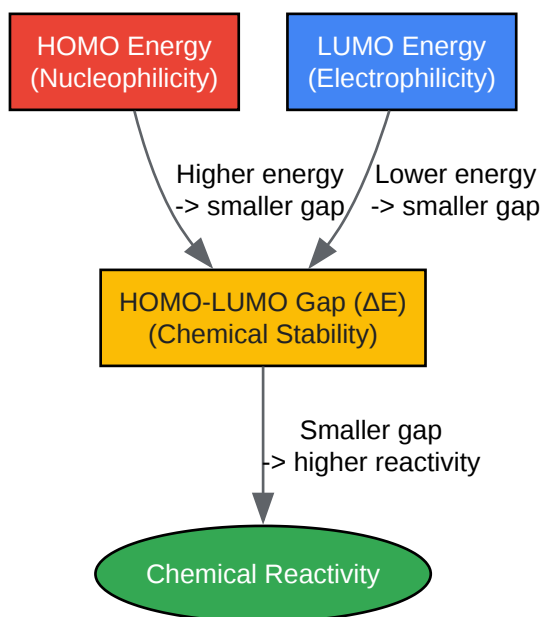 HOMO Energy
(Nucleophilicity)
LUMO Energy
(Electrophilicity)
Higher energy
-> smaller gap
Lower energy
-> smaller gap
HOMO-LUMO Gap (ΔE)
(Chemical Stability)
Smaller gap
-> higher reactivity
Chemical Reactivity